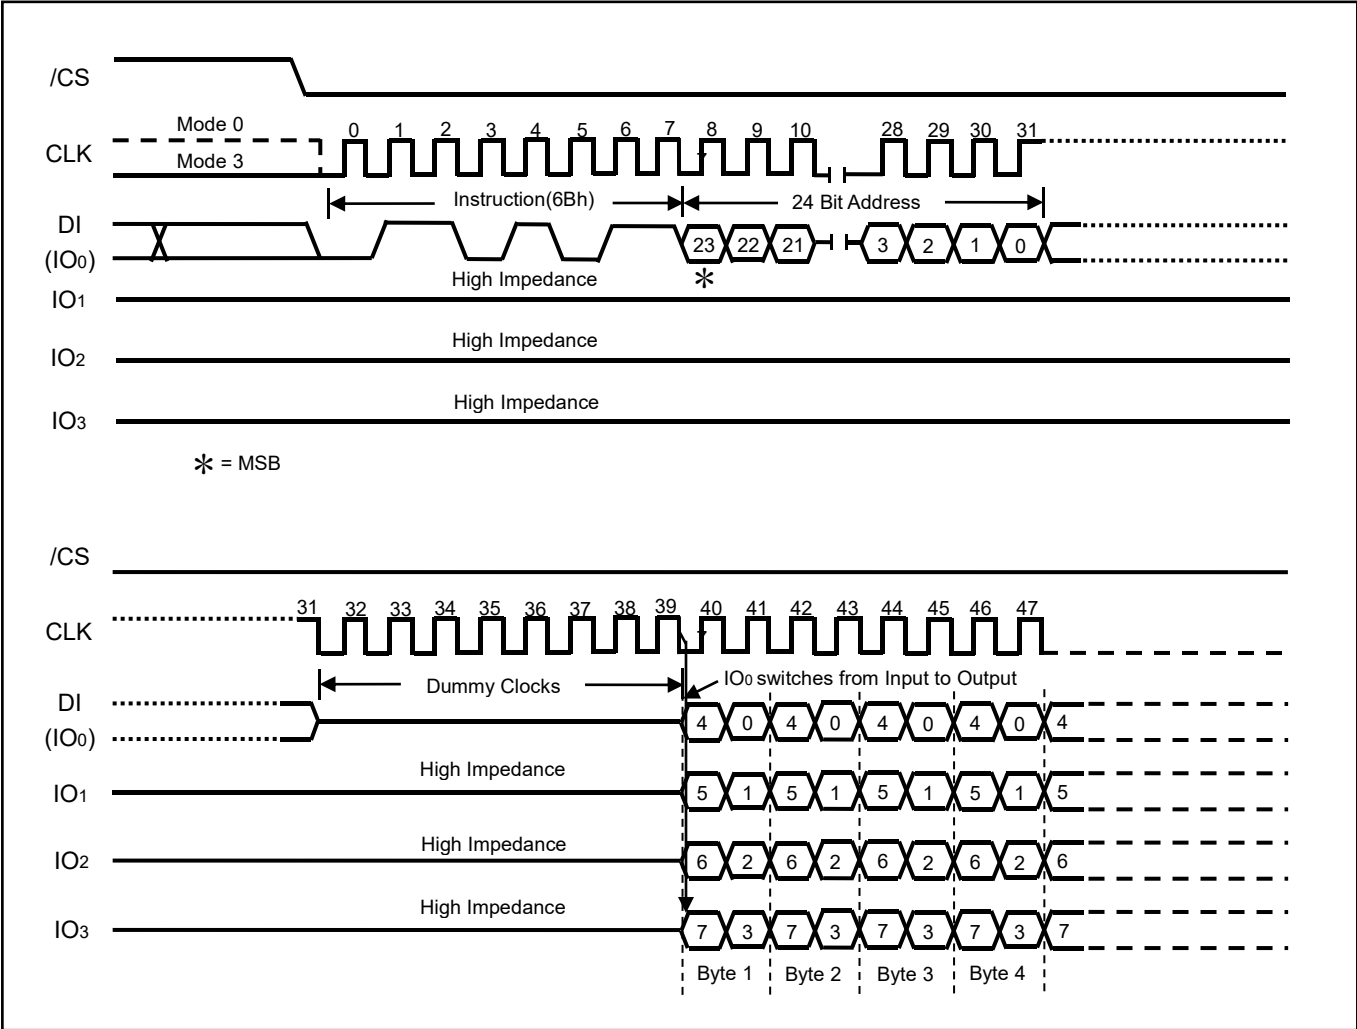 /CS
Mode 0
CLK
Mode 3
0 1 2 3 4 5 6 7 8 9 10 28 29 30 31
Instruction(6Bh)
24 Bit Address
DI
(IO0)
23 22 21 3 2 1 0
*
High Impedance
IO1
High Impedance
IO2
High Impedance
IO3
* = MSB
/CS
31 32 33 34 35 36 37 38 39 40 41 42 43 44 45 46 47
CLK
Dummy Clocks
IO0 switches from Input to Output
DI
(IO0)
4 0 4 0 4 0 4 0 4
High Impedance
IO1
5 1 5 1 5 1 5 1 5
High Impedance
IO2
6 2 6 2 6 2 6 2 6
High Impedance
IO3
7 3 7 3 7 3 7 3 7
Byte 1 Byte 2 Byte 3 Byte 4